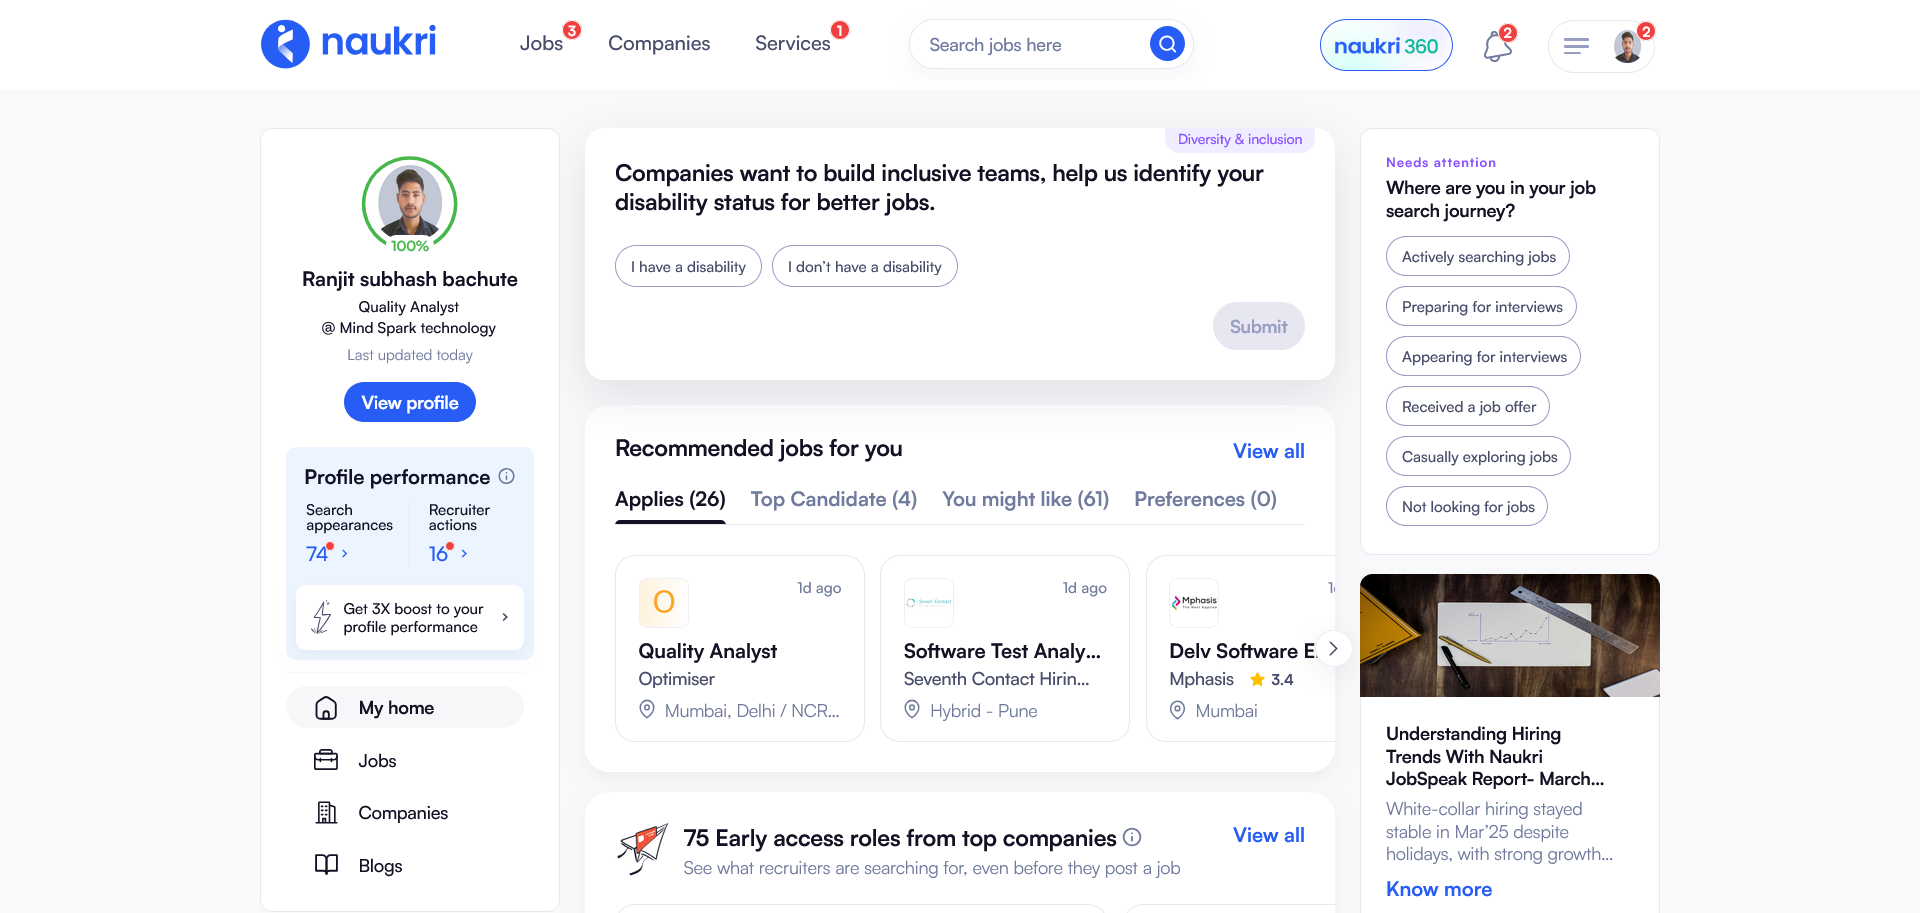 naukri
Jobs 3
Companies
Services 1
Search jobs here
naukri 360
2
2
100%
Ranjit subhash bachute
Quality Analyst
@ Mind Spark technology
Last updated today
View profile
Profile performance
Search
appearances
74
Recruiter
actions
16
Get 3X boost to your
profile performance
My home
Jobs
Companies
Blogs
Diversity & inclusion
Companies want to build inclusive teams, help us identify your
disability status for better jobs.
I have a disability
I don't have a disability
Submit
Recommended jobs for you
View all
Applies (26)
Top Candidate (4)
You might like (61)
Preferences (0)
O
1d ago
Quality Analyst
Optimiser
Mumbai, Delhi / NCR...
Seven Contact
1d ago
Software Test Analy...
Seventh Contact Hirin...
Hybrid - Pune
Mphasis
The Next Applied
Delv Software E
Mphasis 3.4
Mumbai
75 Early access roles from top companies
View all
See what recruiters are searching for, even before they post a job
Needs attention
Where are you in your job
search journey?
Actively searching jobs
Preparing for interviews
Appearing for interviews
Received a job offer
Casually exploring jobs
Not looking for jobs
Understanding Hiring
Trends With Naukri
JobSpeak Report- March...
White-collar hiring stayed
stable in Mar'25 despite
holidays, with strong growth...
Know more